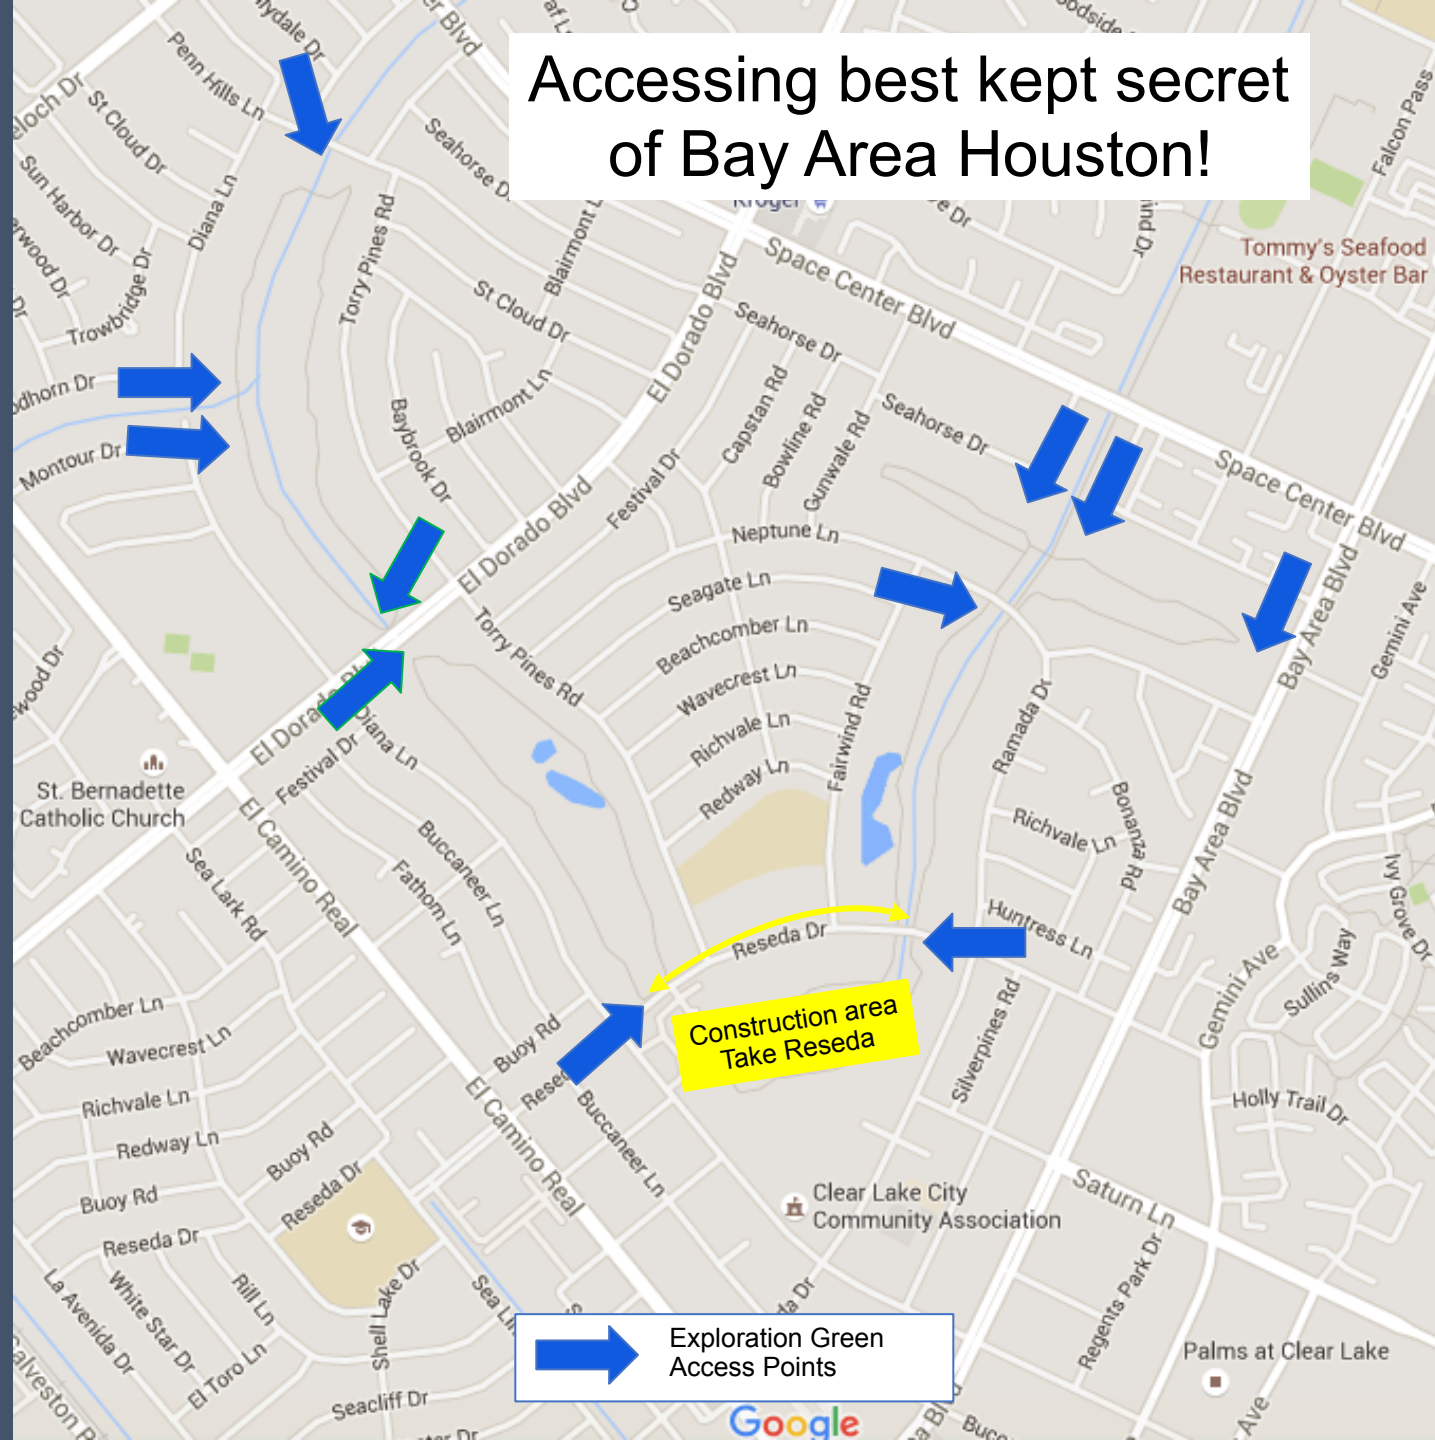 Accessing best kept secret
of Bay Area Houston!
Penn Hills Ln
St Cloud Dr
Sun Harbor Dr
Diana Ln
Trowbridge Dr
Torry Pines Rd
Seahorse D
Blairmont
Kroger
Space Center Blvd
Falcon Pass
Tommy's Seafood
Restaurant & Oyster Bar
St Cloud Dr
El Dorado Blvd
Seahorse Dr
Montour Dr
Baybrook Dr
Blairmont Ln
Capstan Rd
Bowline Rd
Gunwale Rd
Seahorse Dr
Space Center Blvd
Festival Dr
El Dorado Blvd
Neptune Ln
Seagate Ln
Beachcomber Ln
Wavecrest Ln
Richvale Ln
Redway Ln
Fairwind Rd
Torry Pines Rd
Bay Area Blvd
Gemini Ave
Ramada Dr
Bonanza Rd
Richvale Ln
Huntress Ln
Bay Area Blvd
Ivy Grove Dr
El Dorado Bl
Diana Ln
Festival Dr
St. Bernadette
Catholic Church
El Camino Real
Buccaneer Ln
Fathom Ln
Sea Lark Rd
Reseda Dr
Construction area
Take Reseda
Silverpines Rd
Gemini Ave
Sullins Way
Holly Trail Dr
Beachcomber Ln
Wavecrest Ln
Richvale Ln
Redway Ln
Buoy Rd
Reseda Dr
Buoy Rd
Reseda Dr
Buoy Rd
Buccaneer Ln
El Camino Real
Clear Lake City
Community Association
Saturn Ln
Regents Park Dr
Palms at Clear Lake
La Avenida Dr
White Star Dr
Rill Ln
El Toro Ln
Shell Lake Dr
Seacliff Dr
Exploration Green
Access Points
Google